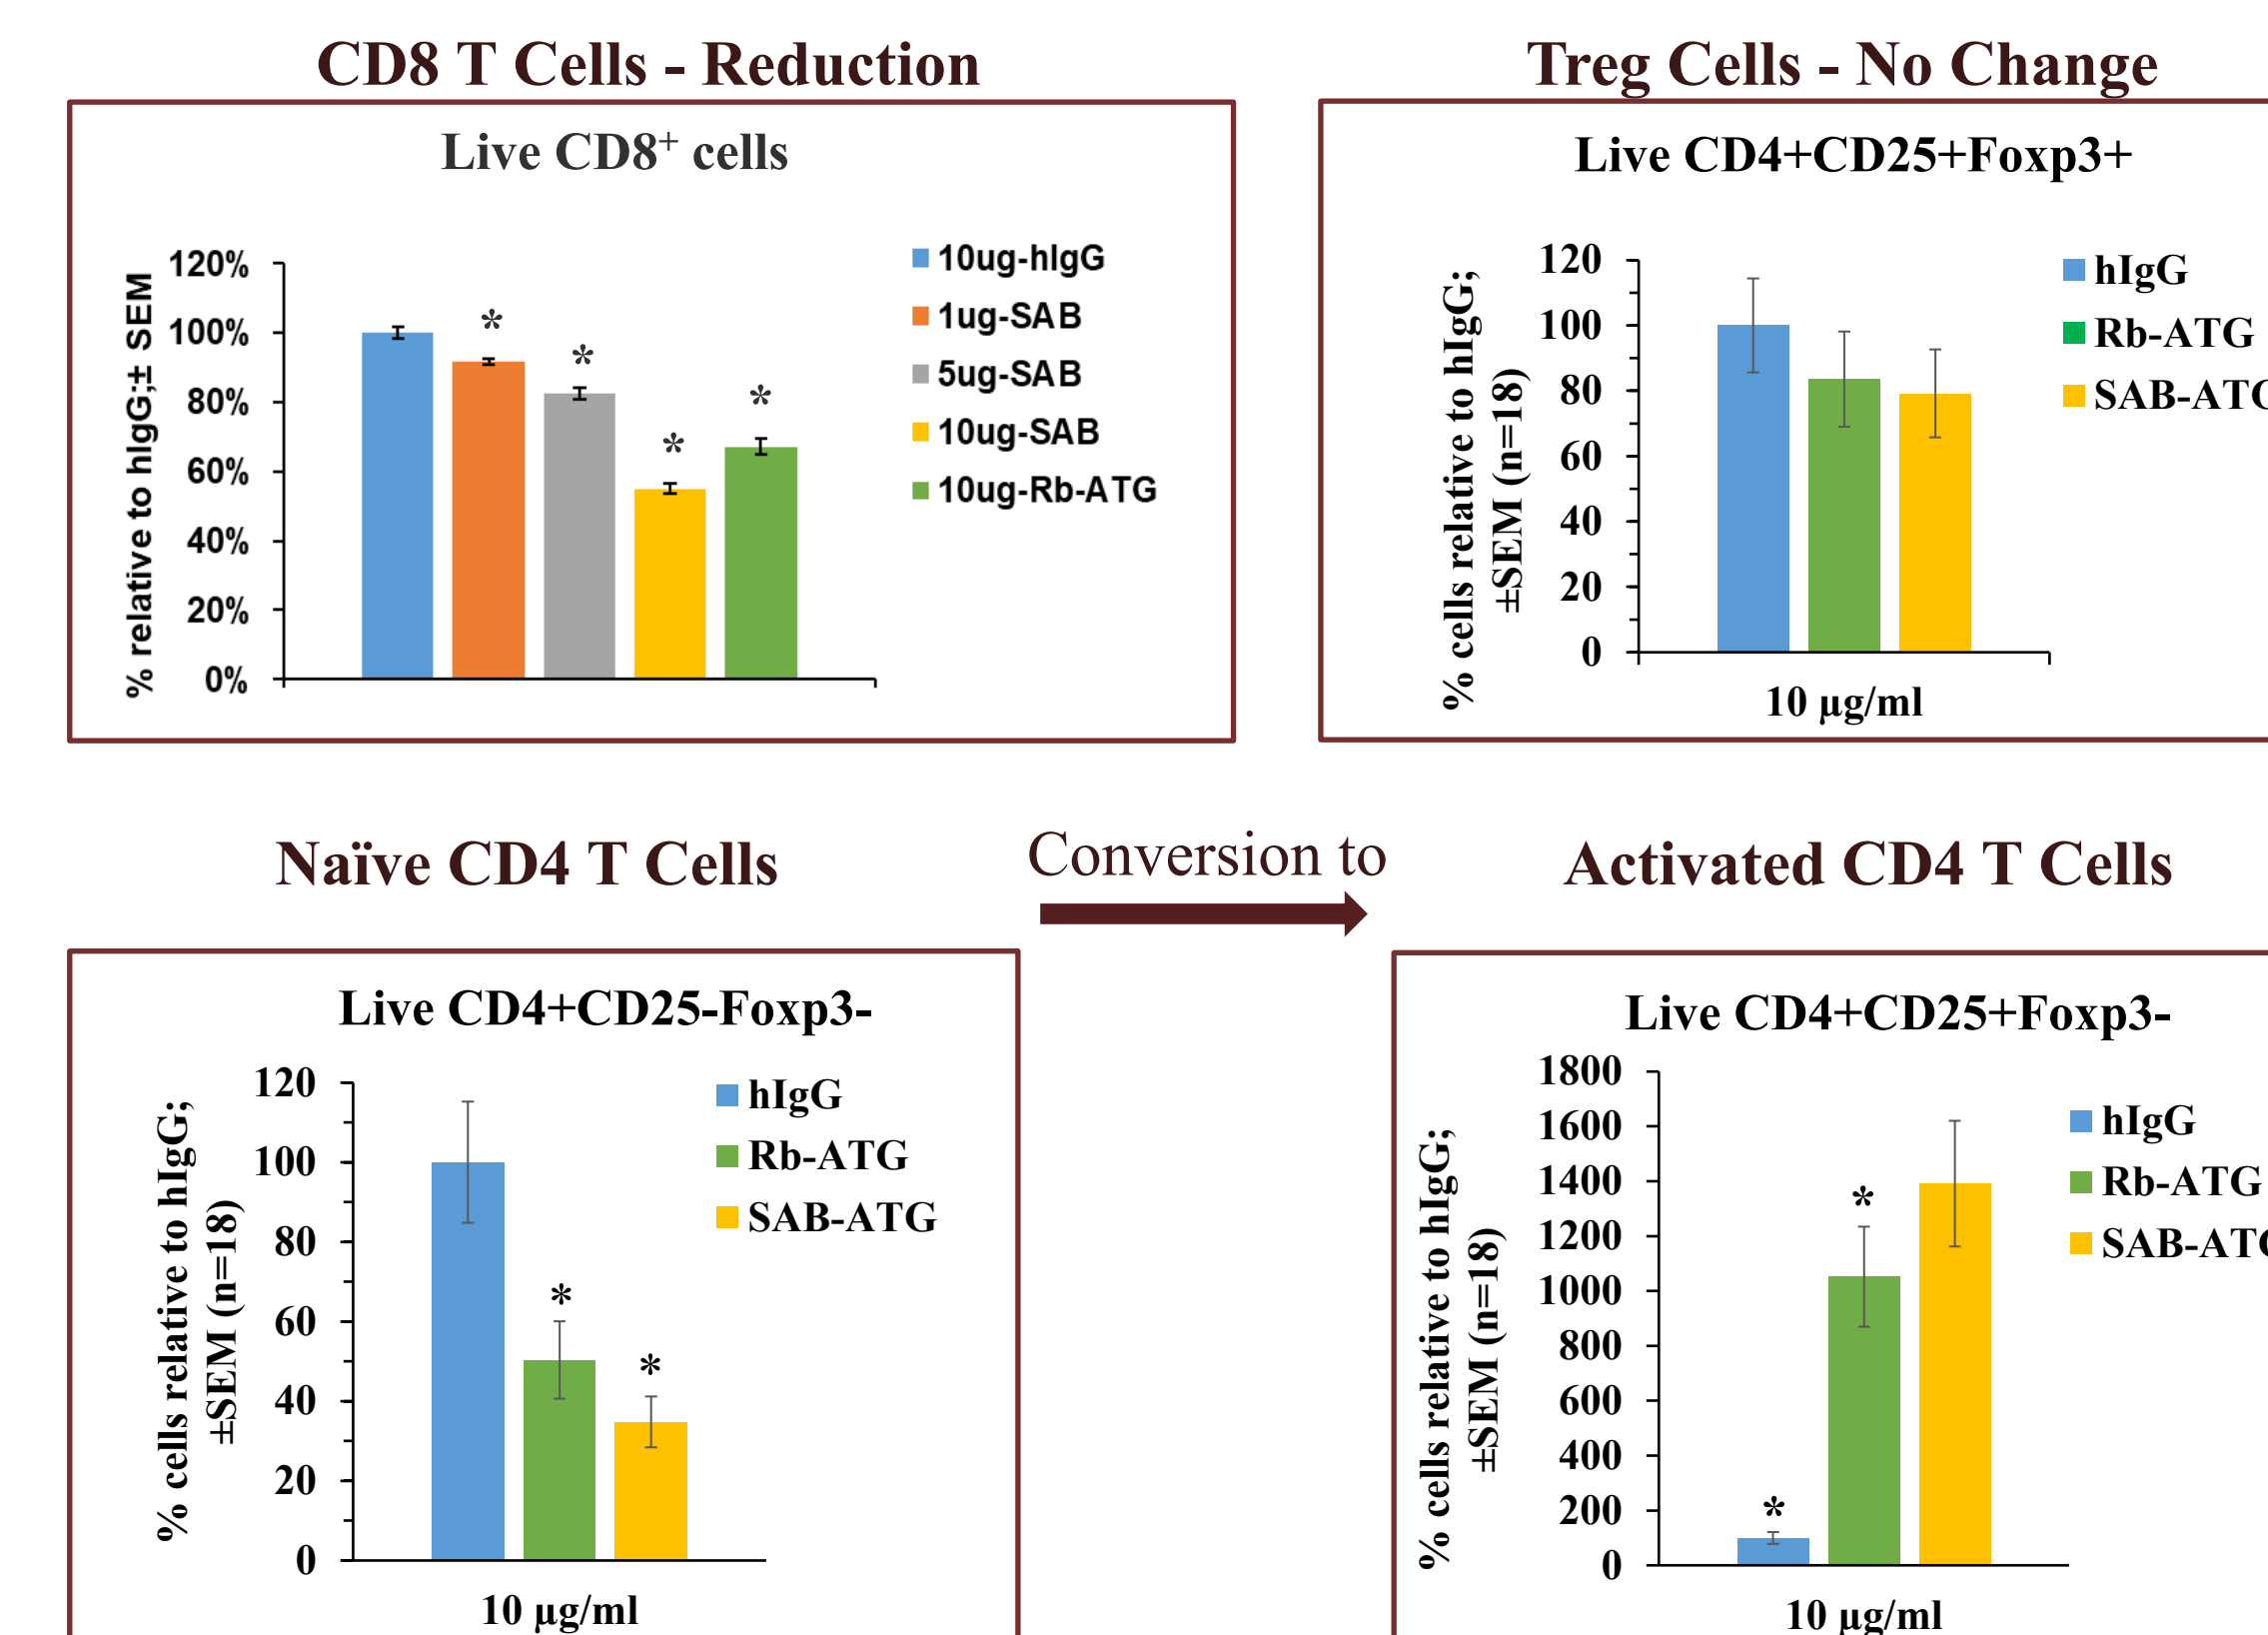 CD8 T Cells - Reduction
Live CD8⁺ cells
% relative to hIgG;± SEM
120%
100%
80%
60%
40%
20%
0%
*
*
*
*
10ug-hIgG
1ug-SAB
5ug-SAB
10ug-SAB
10ug-Rb-ATG
Treg Cells - No Change
Live CD4+CD25+Foxp3+
% cells relative to hIgG;
±SEM (n=18)
120
100
80
60
40
20
0
10 µg/ml
hIgG
Rb-ATG
SAB-ATG
Naïve CD4 T Cells
Conversion to
Activated CD4 T Cells
Live CD4+CD25-Foxp3-
% cells relative to hIgG;
±SEM (n=18)
120
100
80
60
40
20
0
*
*
10 µg/ml
hIgG
Rb-ATG
SAB-ATG
Live CD4+CD25+Foxp3-
% cells relative to hIgG;
±SEM (n=18)
1800
1600
1400
1200
1000
800
600
400
200
0
*
*
10 µg/ml
hIgG
Rb-ATG
SAB-ATG